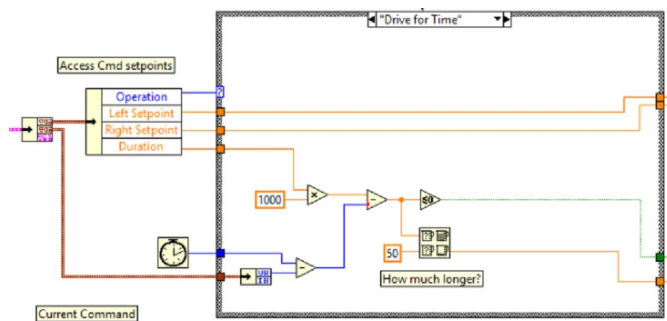 "Drive for Time"
Access Cmd setpoints
Operation
Left Setpoint
Right Setpoint
Duration
1000
50
How much longer?
Current Command